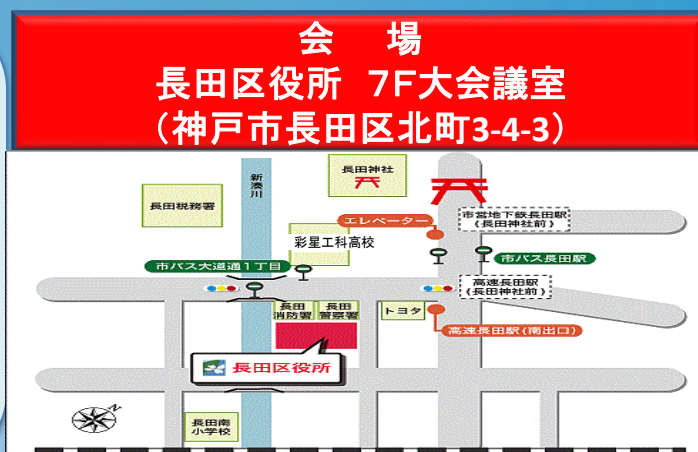 会　場
長田区役所　７Ｆ大会議室
（神戸市長田区北町3-4-3）
長田神社
新湊川
長田税務署
エレベーター
市営地下鉄長田駅
(長田神社前)
彩星工科高校
市バス大道通1丁目
市バス長田駅
高速長田駅
(長田神社前)
長田
消防署
長田
警察署
トヨタ
高速長田駅(南出口)
長田区役所
長田南
小学校
N